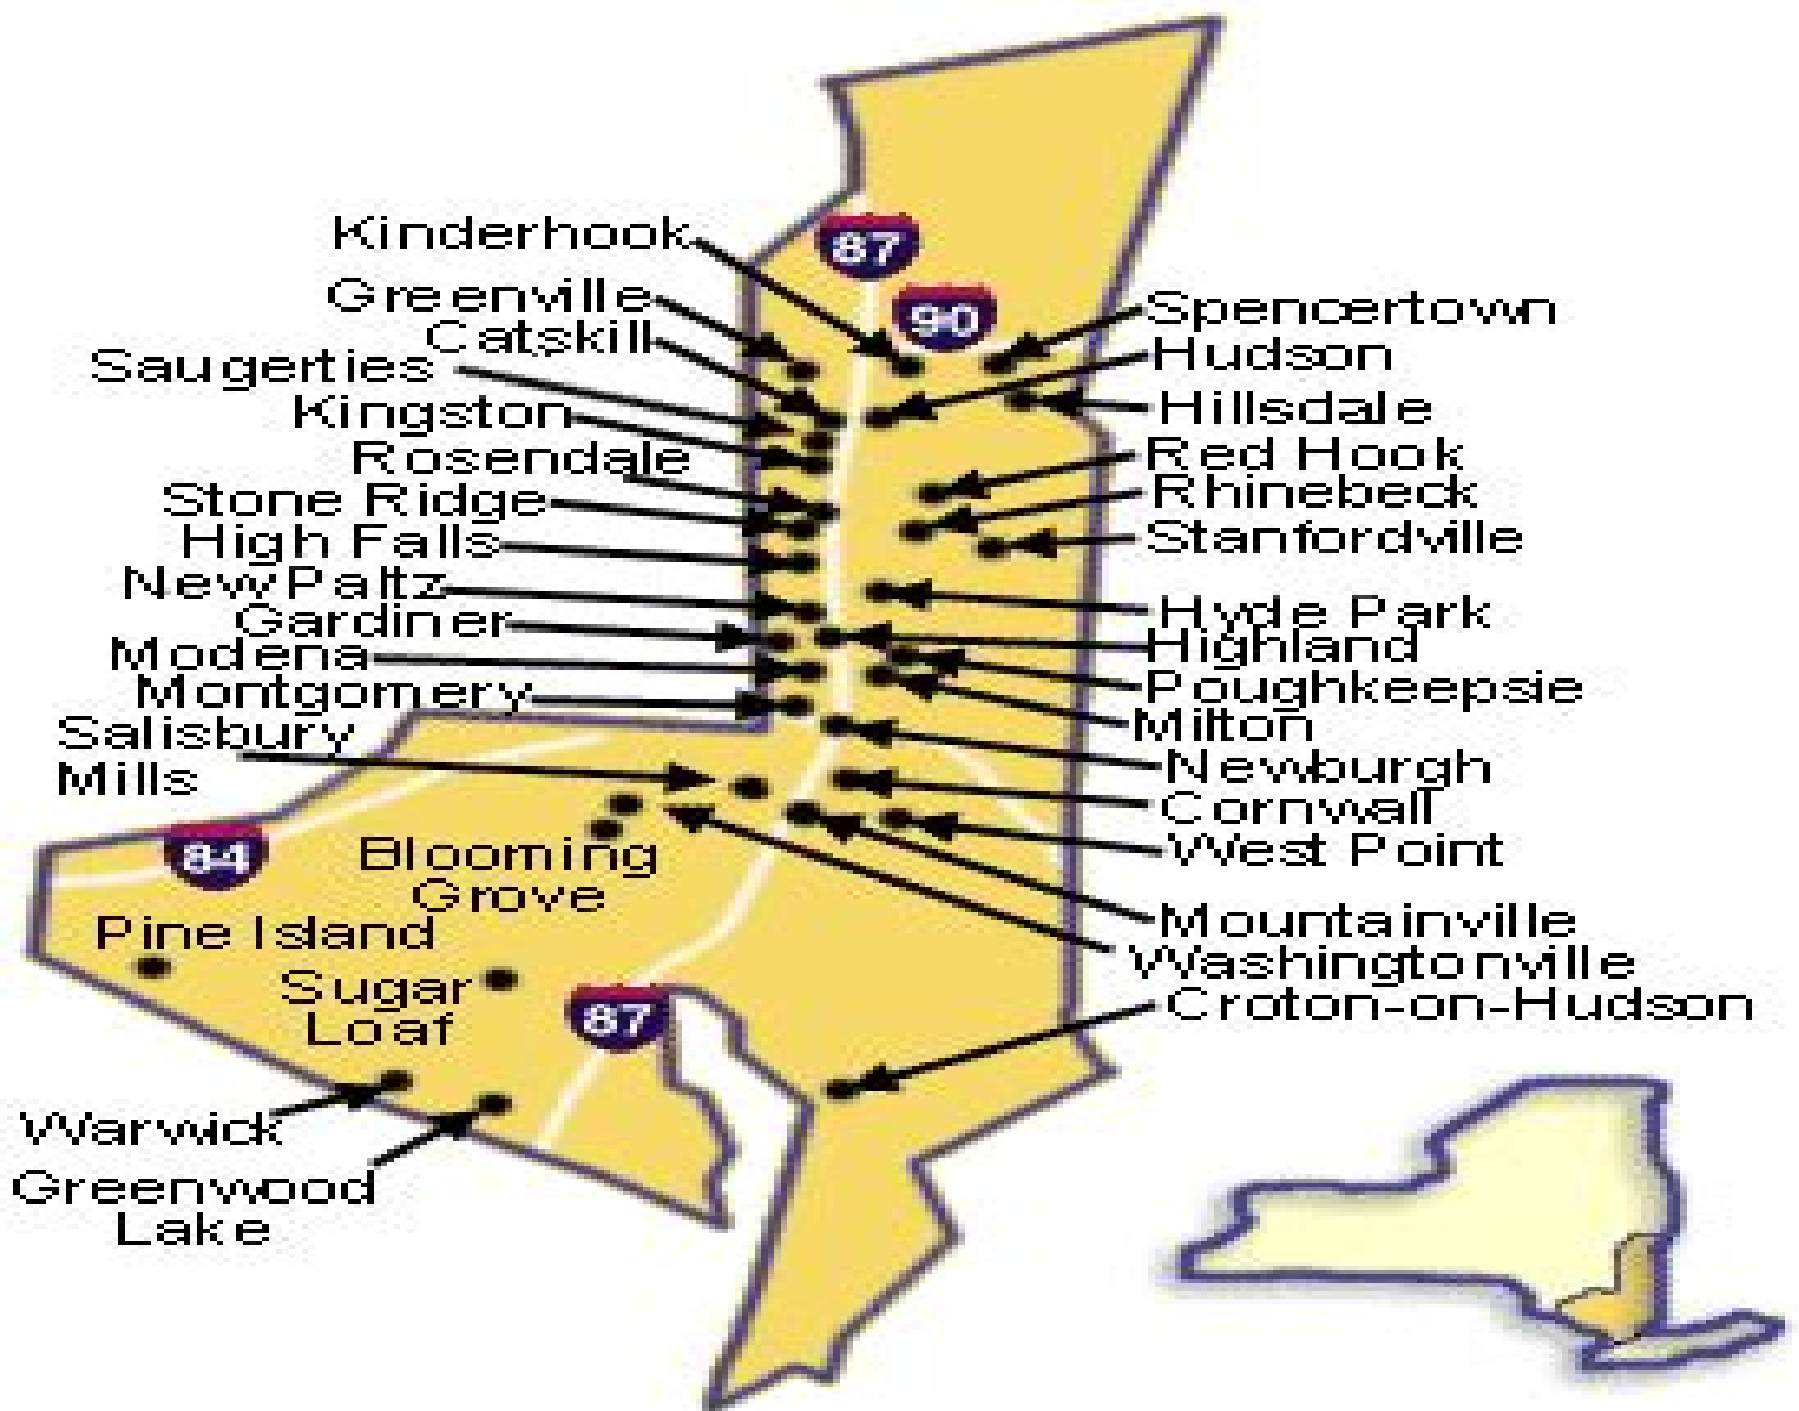 Kinderhook
87
Greenville
90
Spencertown
Catskill
Hudson
Saugerties
Kingston
Hillsdale
Rosendale
Red Hook
Stone Ridge
Rhinebeck
High Falls
Stanfordville
New Paltz
Gardiner
Hyde Park
Modena
Highland
Montgomery
Poughkeepsie
Salisbury
Mills
Milton
Newburgh
Cornwall
84
Blooming
Grove
West Point
Pine Island
Mountainville
Washingtonville
Sugar
Loaf
87
Croton-on-Hudson
Warwick
Greenwood
Lake